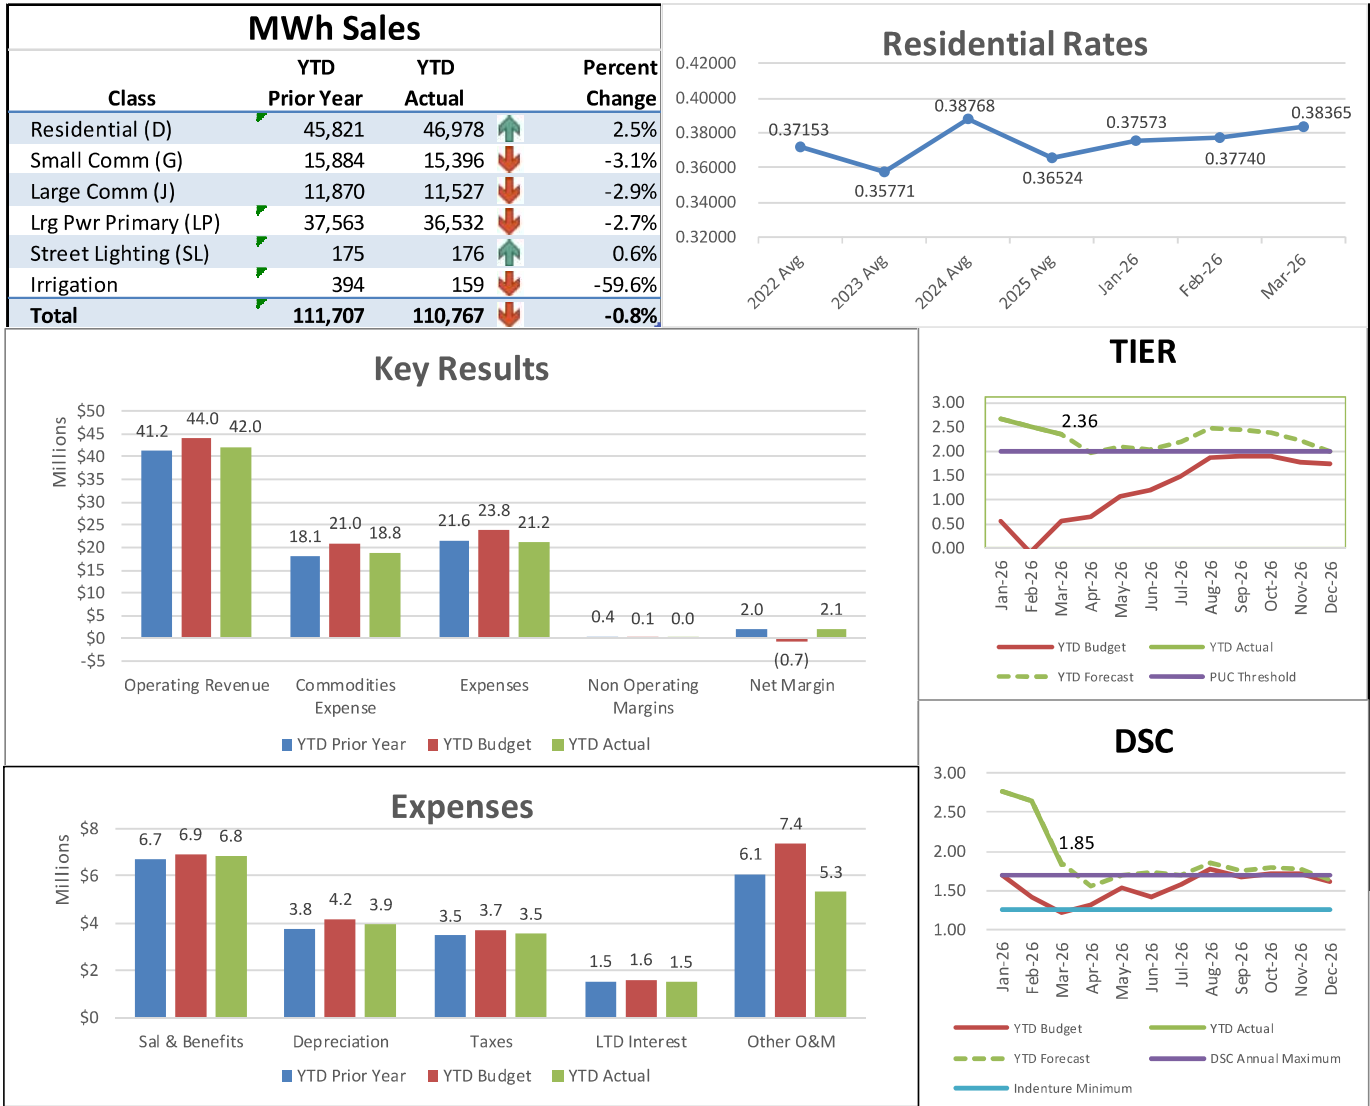 MWh Sales
YTD YTD Percent
Class Prior Year Actual Change
Residential (D) 45,821 46,978 2.5%
Small Comm (G) 15,884 15,396 -3.1%
Large Comm (J) 11,870 11,527 -2.9%
Lrg Pwr Primary (LP) 37,563 36,532 -2.7%
Street Lighting (SL) 175 176 0.6%
Irrigation 394 159 -59.6%
Total 111,707 110,767 -0.8%
Residential Rates
0.42000
0.40000
0.38000
0.36000
0.34000
0.32000
0.37153
0.35771
0.38768
0.36524
0.37573
0.37740
0.38365
2022 Avg
2023 Avg
2024 Avg
2025 Avg
Jan-26
Feb-26
Mar-26
Key Results
Millions
$50
$45
$40
$35
$30
$25
$20
$15
$10
$5
$0
-$5
41.2 44.0 42.0
18.1 21.0 18.8
21.6 23.8 21.2
0.4 0.1 0.0
2.0 (0.7) 2.1
Operating Revenue
Commodities
Expense
Expenses
Non Operating
Margins
Net Margin
YTD Prior Year YTD Budget YTD Actual
TIER
3.00
2.50
2.00
1.50
1.00
0.50
0.00
2.36
Jan-26
Feb-26
Mar-26
Apr-26
May-26
Jun-26
Jul-26
Aug-26
Sep-26
Oct-26
Nov-26
Dec-26
YTD Budget YTD Actual
YTD Forecast PUC Threshold
Expenses
Millions
$8
$6
$4
$2
$0
6.7 6.9 6.8
3.8 4.2 3.9
3.5 3.7 3.5
1.5 1.6 1.5
6.1 7.4 5.3
Sal & Benefits
Depreciation
Taxes
LTD Interest
Other O&M
YTD Prior Year YTD Budget YTD Actual
DSC
3.00
2.50
2.00
1.50
1.00
1.85
Jan-26
Feb-26
Mar-26
Apr-26
May-26
Jun-26
Jul-26
Aug-26
Sep-26
Oct-26
Nov-26
Dec-26
YTD Budget YTD Actual
YTD Forecast DSC Annual Maximum
Indenture Minimum